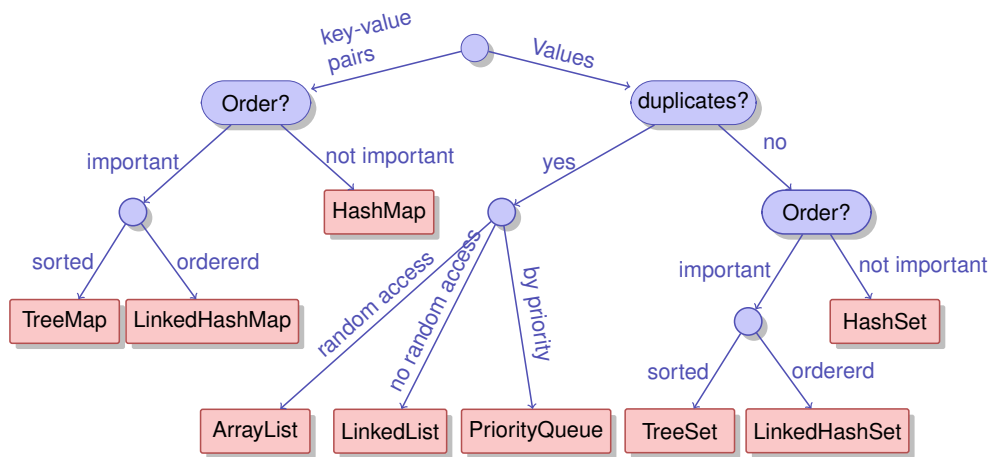 key-value
pairs
Values
Order?
duplicates?
important
not important
yes
no
HashMap
Order?
sorted
ordererd
random access
no random access
by priority
important
not important
TreeMap
LinkedHashMap
HashSet
sorted
ordererd
ArrayList
LinkedList
PriorityQueue
TreeSet
LinkedHashSet